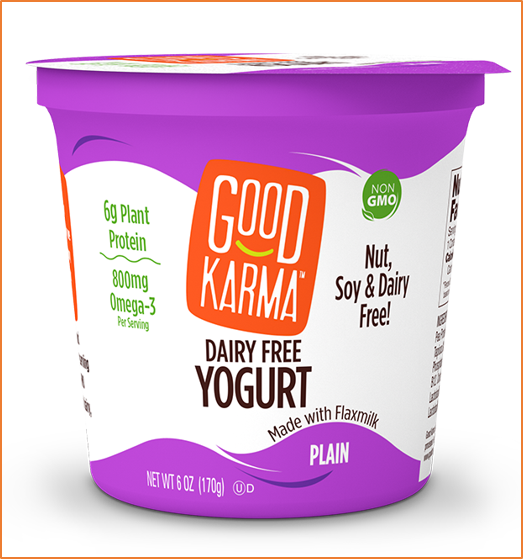 GOOD
KARMA™
NON
GMO
6g Plant
Protein
800mg
Omega-3
Per Serving
Nut,
Soy & Dairy
Free!
DAIRY FREE
YOGURT
Made with Flaxmilk
PLAIN
NET WT 6 OZ (170g) U D